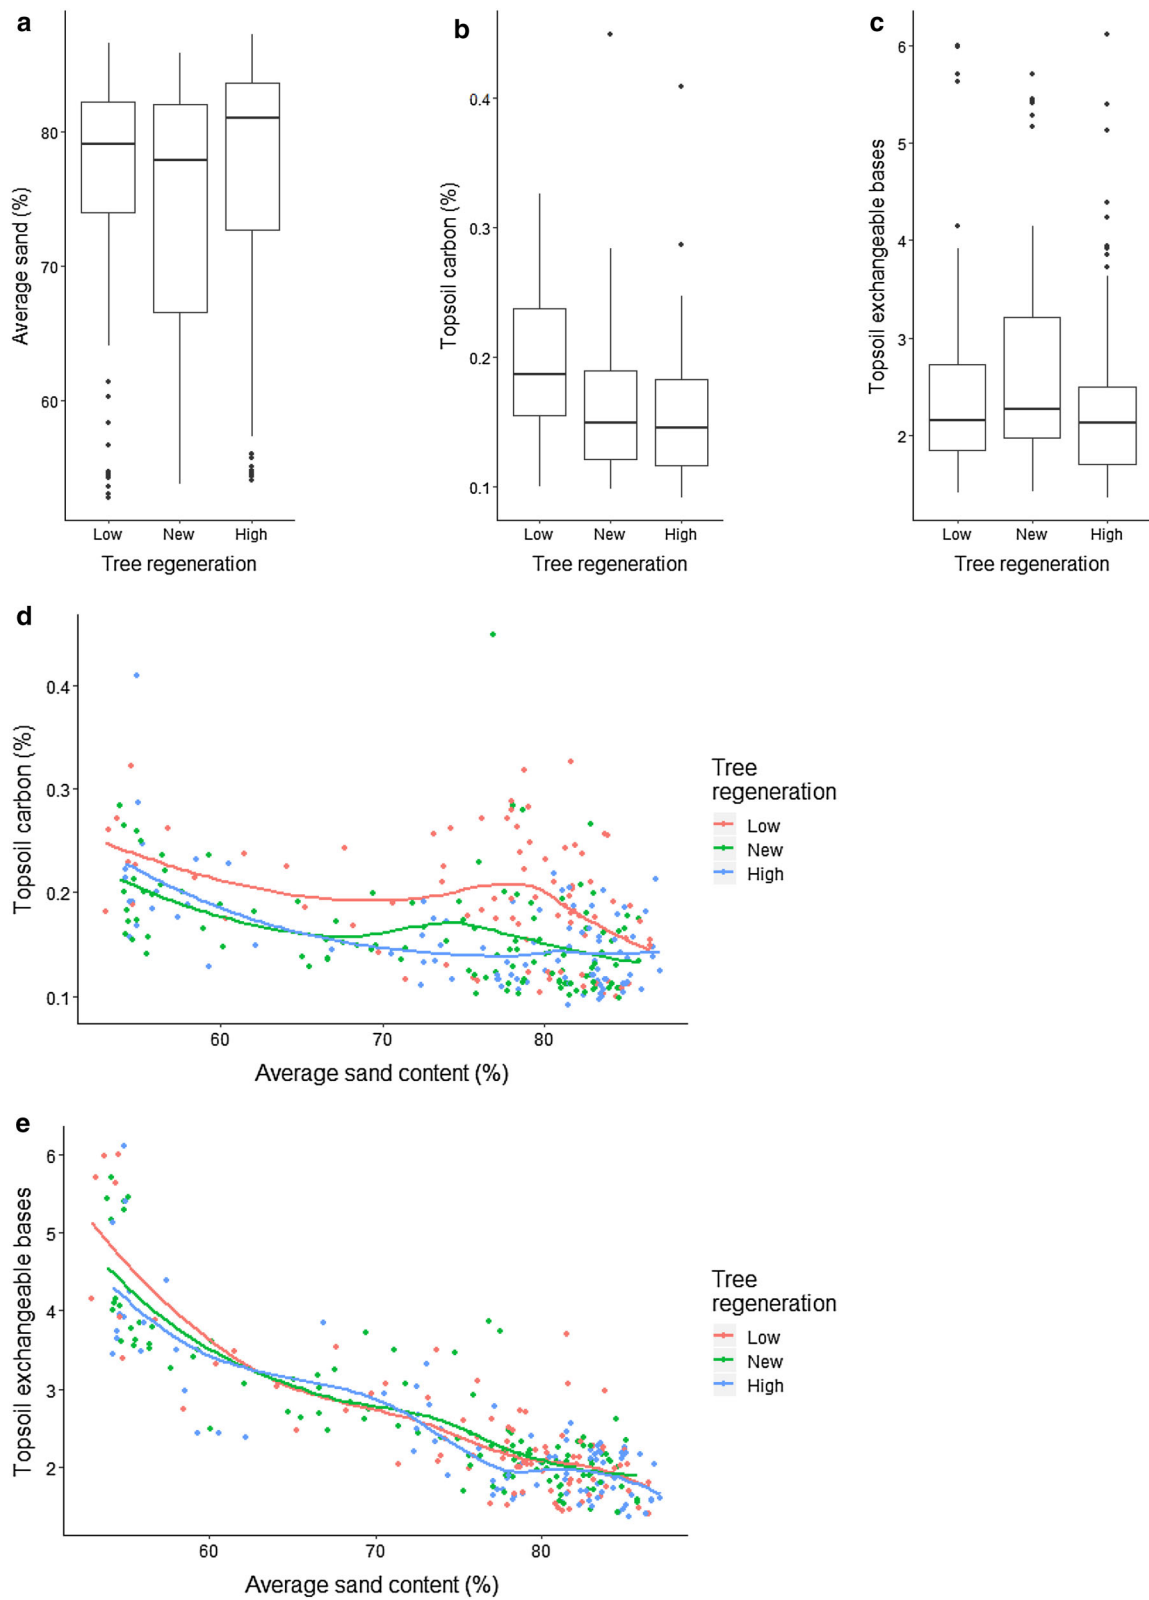 a
Average sand (%)
80
70
60
Low New High
Tree regeneration
b
Topsoil carbon (%)
0.4
0.3
0.2
0.1
Low New High
Tree regeneration
c
Topsoil exchangeable bases
6
5
4
3
2
Low New High
Tree regeneration
d
Topsoil carbon (%)
0.4
0.3
0.2
0.1
60 70 80
Average sand content (%)
Tree
regeneration
Low
New
High
e
Topsoil exchangeable bases
6
5
4
3
2
60 70 80
Average sand content (%)
Tree
regeneration
Low
New
High